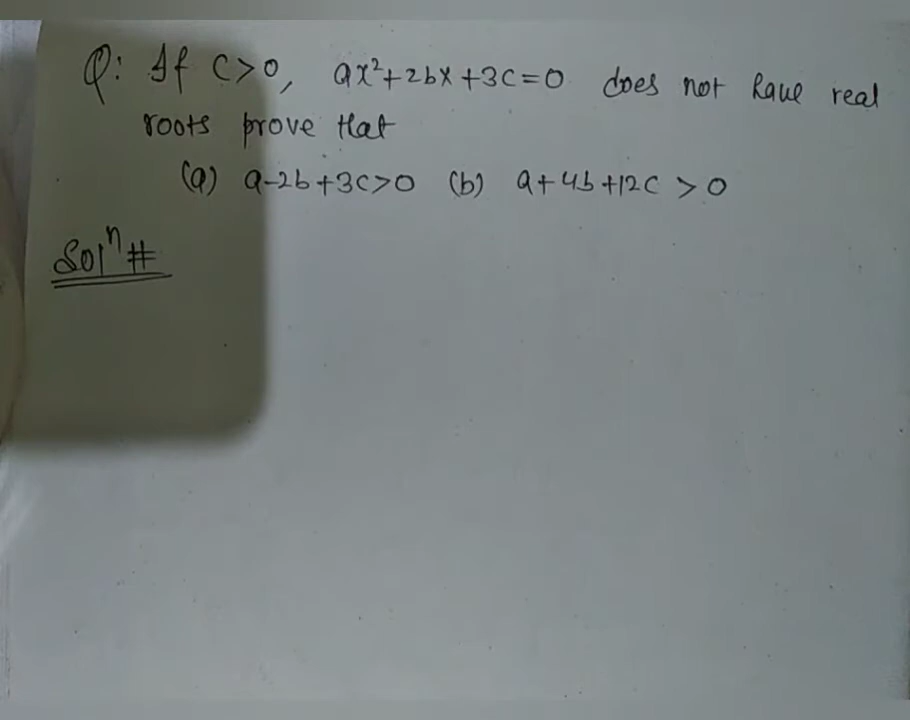 Q: If c>0, ax²+2bx+3c=0 does not have real
roots prove that
(a) a-2b+3c>0 (b) a+4b+12c >0
Solⁿ #